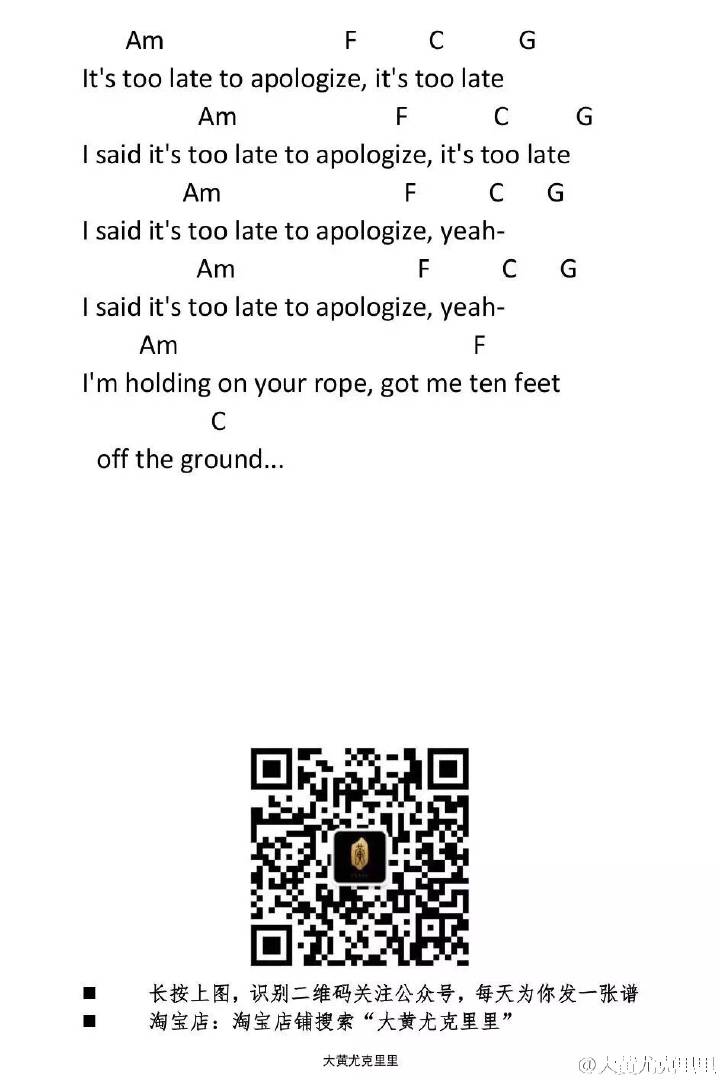 Am F C G
It's too late to apologize, it's too late
Am F C G
I said it's too late to apologize, it's too late
Am F C G
I said it's too late to apologize, yeah-
Am F C G
I said it's too late to apologize, yeah-
Am F
I'm holding on your rope, got me ten feet
C
off the ground...
■ 长按上图，识别二维码关注公众号，每天为你发一张谱
■ 淘宝店：淘宝店铺搜索“大黄尤克里里”
大黄尤克里里
@大黄尤克里里